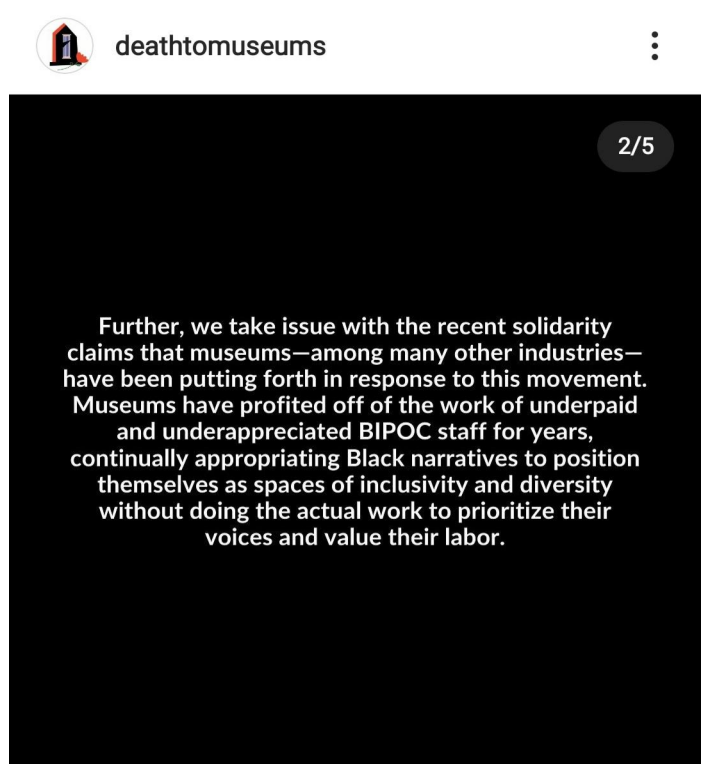 deathtomuseums
2/5
Further, we take issue with the recent solidarity
claims that museums—among many other industries—
have been putting forth in response to this movement.
Museums have profited off of the work of underpaid
and underappreciated BIPOC staff for years,
continually appropriating Black narratives to position
themselves as spaces of inclusivity and diversity
without doing the actual work to prioritize their
voices and value their labor.